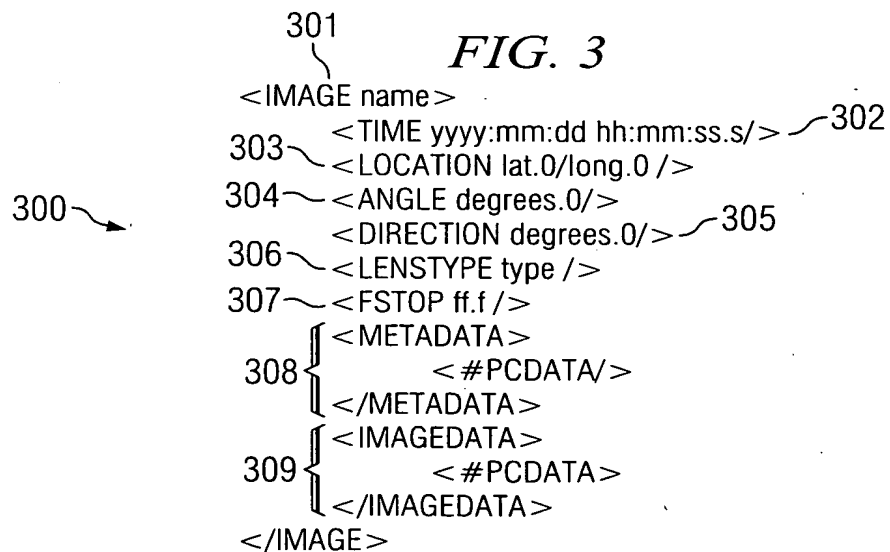 301
FIG. 3
<IMAGE name>
<TIME yyyy:mm:dd hh:mm:ss.s/> 302
303 <LOCATION lat.0/long.0 />
304 <ANGLE degrees.0/>
300
<DIRECTION degrees.0/> 305
306 <LENSTYPE type />
307 <FSTOP ff.f />
<METADATA>
308 <#PCDATA/>
</METADATA>
<IMAGEDATA>
309 <#PCDATA>
</IMAGEDATA>
</IMAGE>